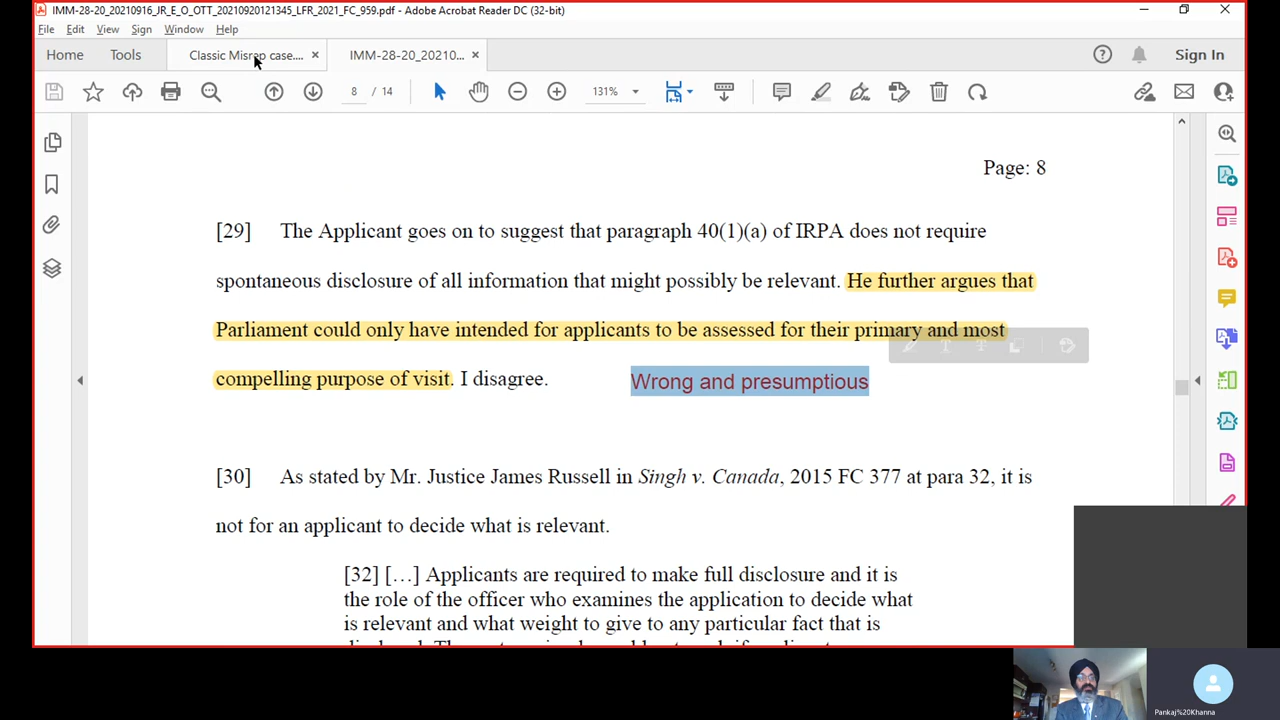 IMM-28-20_20210916_JR_E_O_OTT_20210920121345_LFR_2021_FC_959.pdf - Adobe Acrobat Reader DC (32-bit)
File Edit View Sign Window Help
Home Tools Classic Misrep case.... × IMM-28-20_20210... × Sign In
8 / 14 131%
Page: 8
[29] The Applicant goes on to suggest that paragraph 40(1)(a) of IRPA does not require
spontaneous disclosure of all information that might possibly be relevant. He further argues that
Parliament could only have intended for applicants to be assessed for their primary and most
compelling purpose of visit. I disagree. Wrong and presumptious
[30] As stated by Mr. Justice James Russell in Singh v. Canada, 2015 FC 377 at para 32, it is
not for an applicant to decide what is relevant.
[32] […] Applicants are required to make full disclosure and it is
the role of the officer who examines the application to decide what
is relevant and what weight to give to any particular fact that is
Pankaj%20Khanna